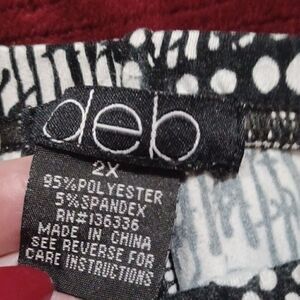 deb
2X
95%POLYESTER
5%SPANDEX
RN#136336
MADE IN CHINA
SEE REVERSE FOR
CARE INSTRUCTIONS